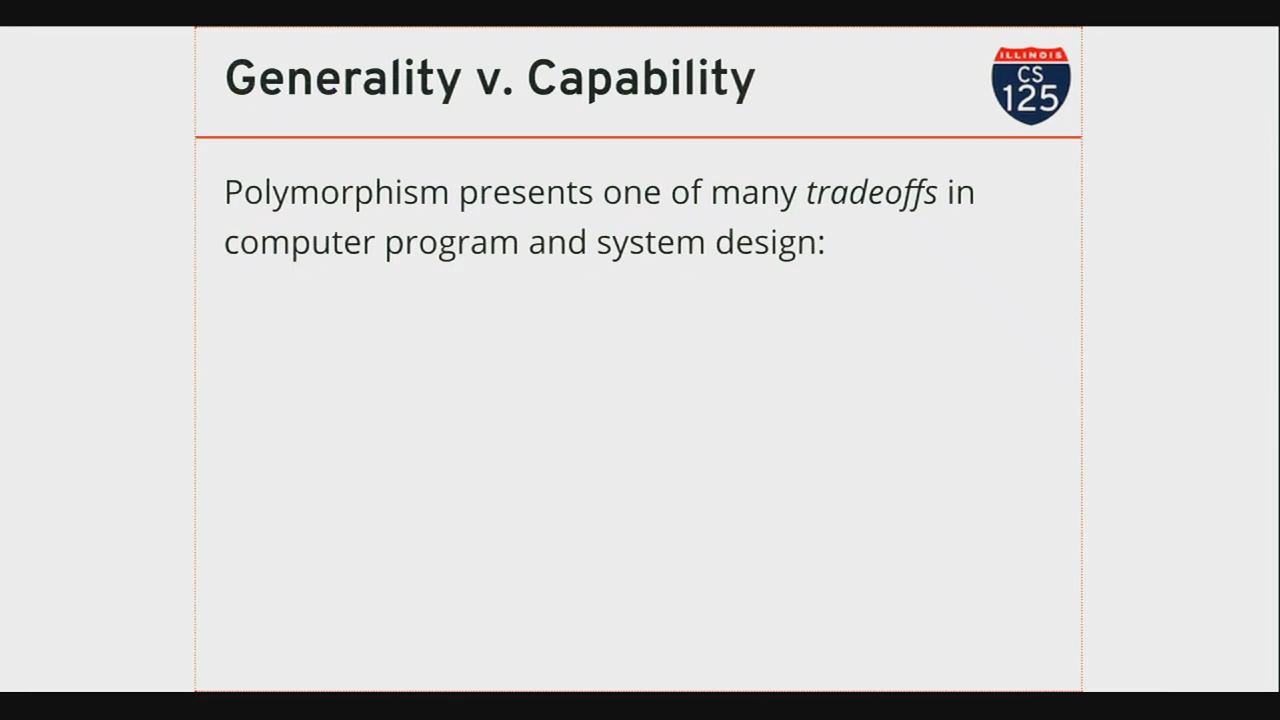 Generality v. Capability
ILLINOIS
CS
125
Polymorphism presents one of many tradeoffs in
computer program and system design: